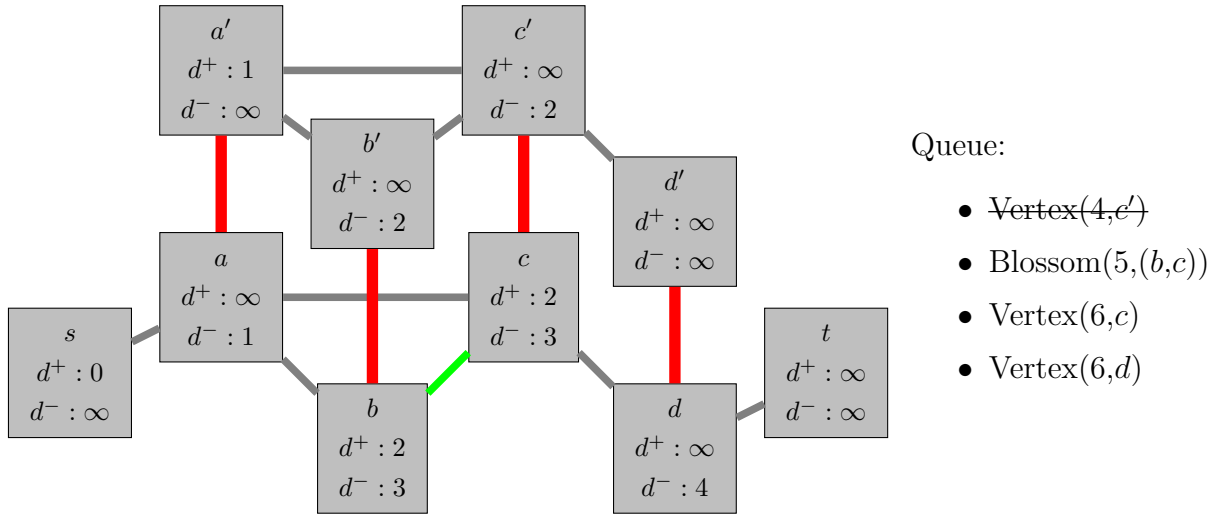 a′
d⁺ : 1
d⁻ : ∞
c′
d⁺ : ∞
d⁻ : 2
b′
d⁺ : ∞
d⁻ : 2
d′
d⁺ : ∞
d⁻ : ∞
a
d⁺ : ∞
d⁻ : 1
c
d⁺ : 2
d⁻ : 3
s
d⁺ : 0
d⁻ : ∞
b
d⁺ : 2
d⁻ : 3
d
d⁺ : ∞
d⁻ : 4
t
d⁺ : ∞
d⁻ : ∞
Queue:
• Vertex(4,c′)
• Blossom(5,(b,c))
• Vertex(6,c)
• Vertex(6,d)